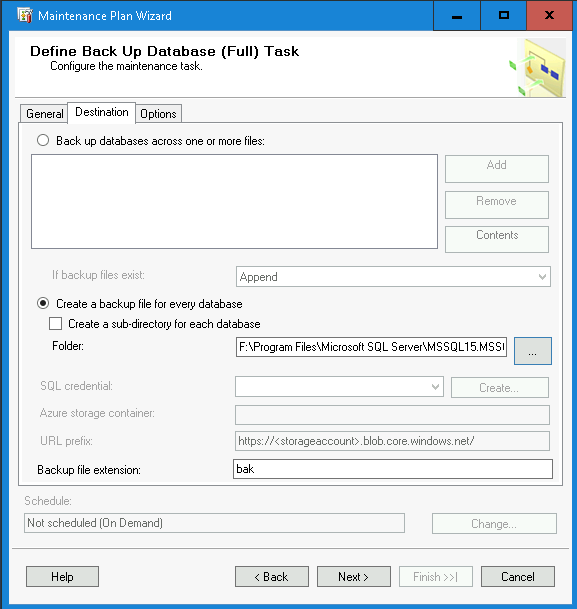 Maintenance Plan Wizard
Define Back Up Database (Full) Task
Configure the maintenance task.
General Destination Options
Back up databases across one or more files:
Add
Remove
Contents
If backup files exist: Append
Create a backup file for every database
Create a sub-directory for each database
Folder: F:\Program Files\Microsoft SQL Server\MSSQL15.MSS ...
SQL credential: Create...
Azure storage container:
URL prefix: https://<storageaccount>.blob.core.windows.net/
Backup file extension: bak
Schedule:
Not scheduled (On Demand) Change...
Help < Back Next > Finish >>| Cancel